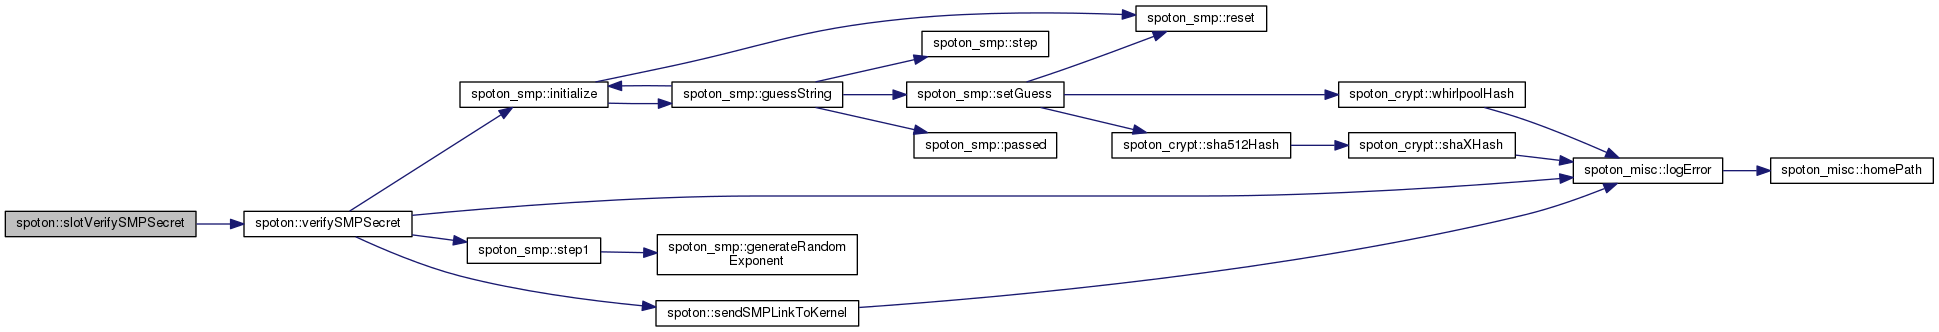 spoton_smp::reset
spoton_smp::step
spoton_smp::initialize
spoton_smp::guessString
spoton_smp::setGuess
spoton_crypt::whirlpoolHash
spoton_smp::passed
spoton_crypt::sha512Hash
spoton_crypt::shaXHash
spoton_misc::logError
spoton_misc::homePath
spoton::slotVerifySMPSecret
spoton::verifySMPSecret
spoton_smp::step1
spoton_smp::generateRandom
Exponent
spoton::sendSMPLinkToKernel